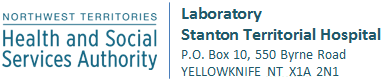 NORTHWEST TERRITORIES
Health and Social
Services Authority
Laboratory
Stanton Territorial Hospital
P.O. Box 10, 550 Byrne Road
YELLOWKNIFE NT X1A 2N1